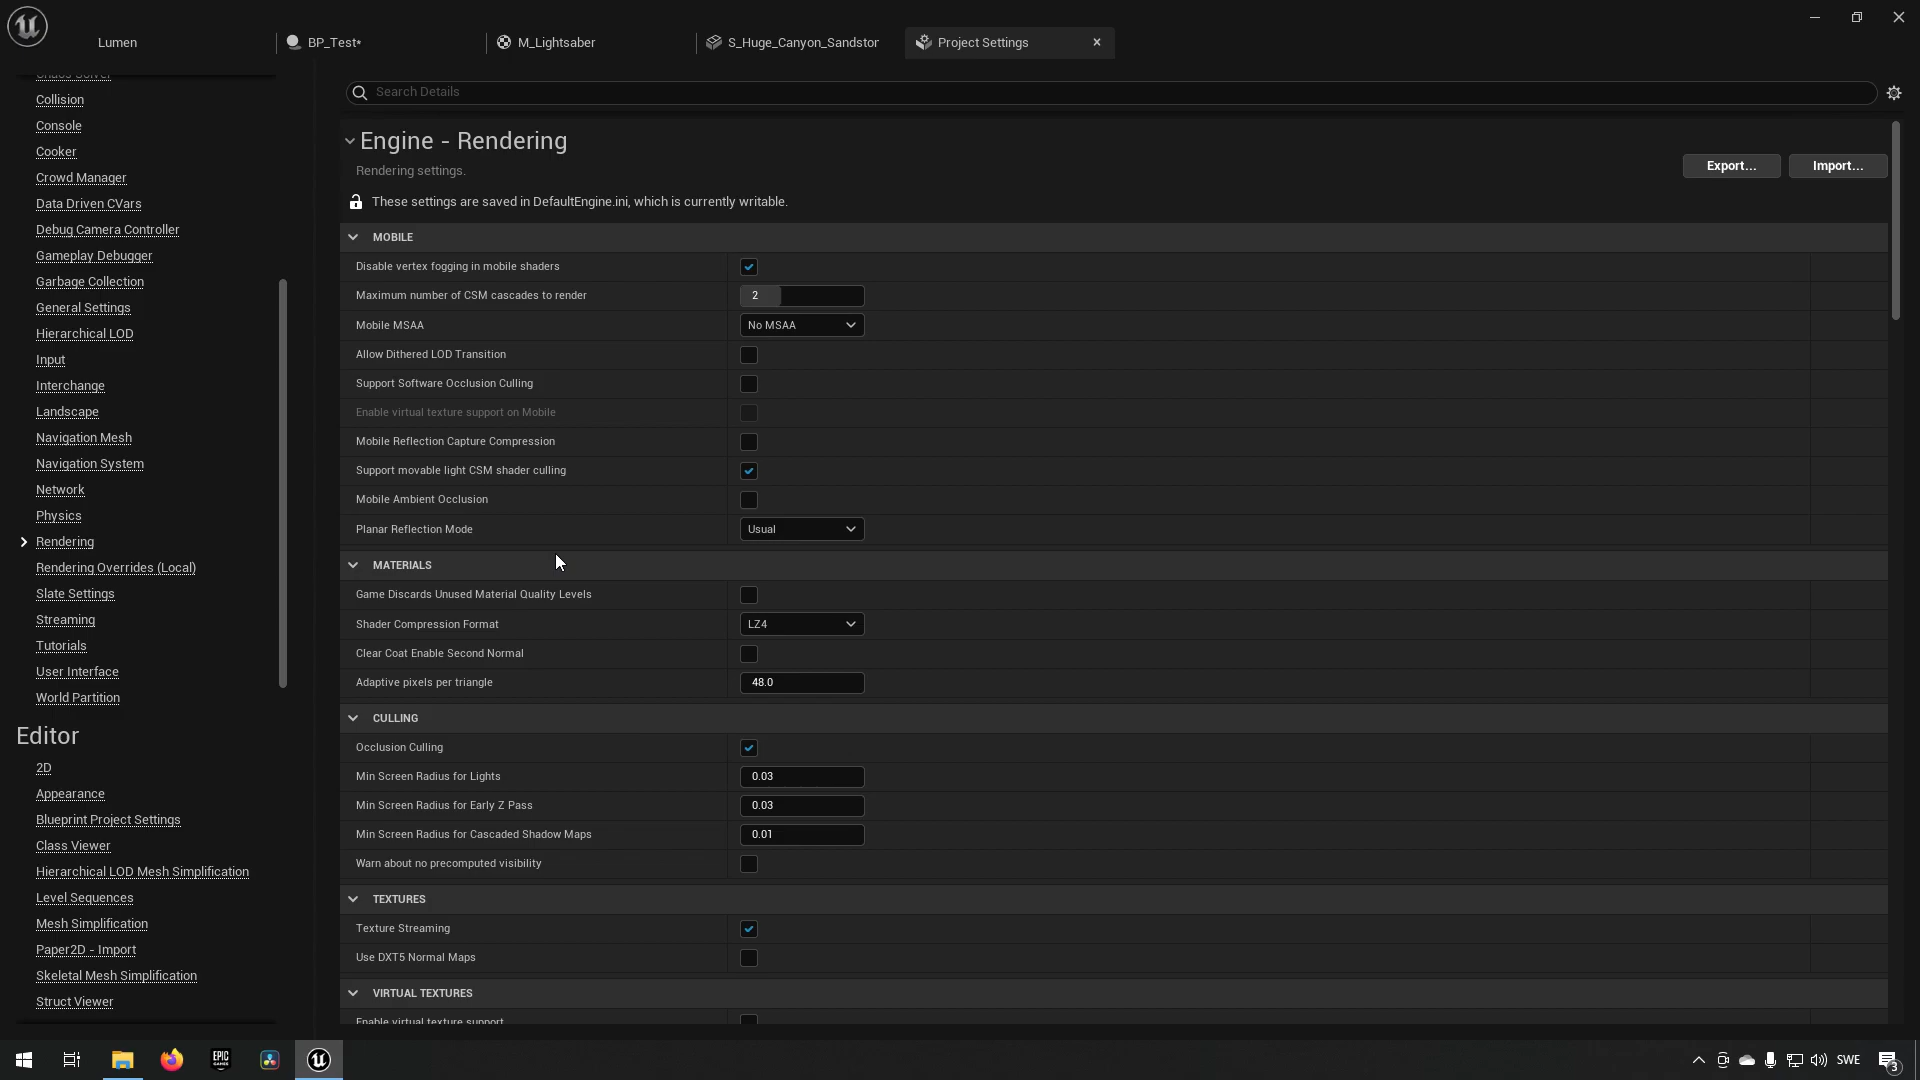 Lumen
BP_Test*
M_Lightsaber
S_Huge_Canyon_Sandstor
Project Settings
Chaos Solver
Collision
Console
Cooker
Crowd Manager
Data Driven CVars
Debug Camera Controller
Gameplay Debugger
Garbage Collection
General Settings
Hierarchical LOD
Input
Interchange
Landscape
Navigation Mesh
Navigation System
Network
Physics
Rendering
Rendering Overrides (Local)
Slate Settings
Streaming
Tutorials
User Interface
World Partition
Editor
2D
Appearance
Blueprint Project Settings
Class Viewer
Hierarchical LOD Mesh Simplification
Level Sequences
Mesh Simplification
Paper2D - Import
Skeletal Mesh Simplification
Struct Viewer
Search Details
Engine - Rendering
Rendering settings.
Export...
Import...
These settings are saved in DefaultEngine.ini, which is currently writable.
MOBILE
Disable vertex fogging in mobile shaders
Maximum number of CSM cascades to render
2
Mobile MSAA
No MSAA
Allow Dithered LOD Transition
Support Software Occlusion Culling
Enable virtual texture support on Mobile
Mobile Reflection Capture Compression
Support movable light CSM shader culling
Mobile Ambient Occlusion
Planar Reflection Mode
Usual
MATERIALS
Game Discards Unused Material Quality Levels
Shader Compression Format
LZ4
Clear Coat Enable Second Normal
Adaptive pixels per triangle
48.0
CULLING
Occlusion Culling
Min Screen Radius for Lights
0.03
Min Screen Radius for Early Z Pass
0.03
Min Screen Radius for Cascaded Shadow Maps
0.01
Warn about no precomputed visibility
TEXTURES
Texture Streaming
Use DXT5 Normal Maps
VIRTUAL TEXTURES
Enable virtual texture support
EPIC
GAMES
SWE
3